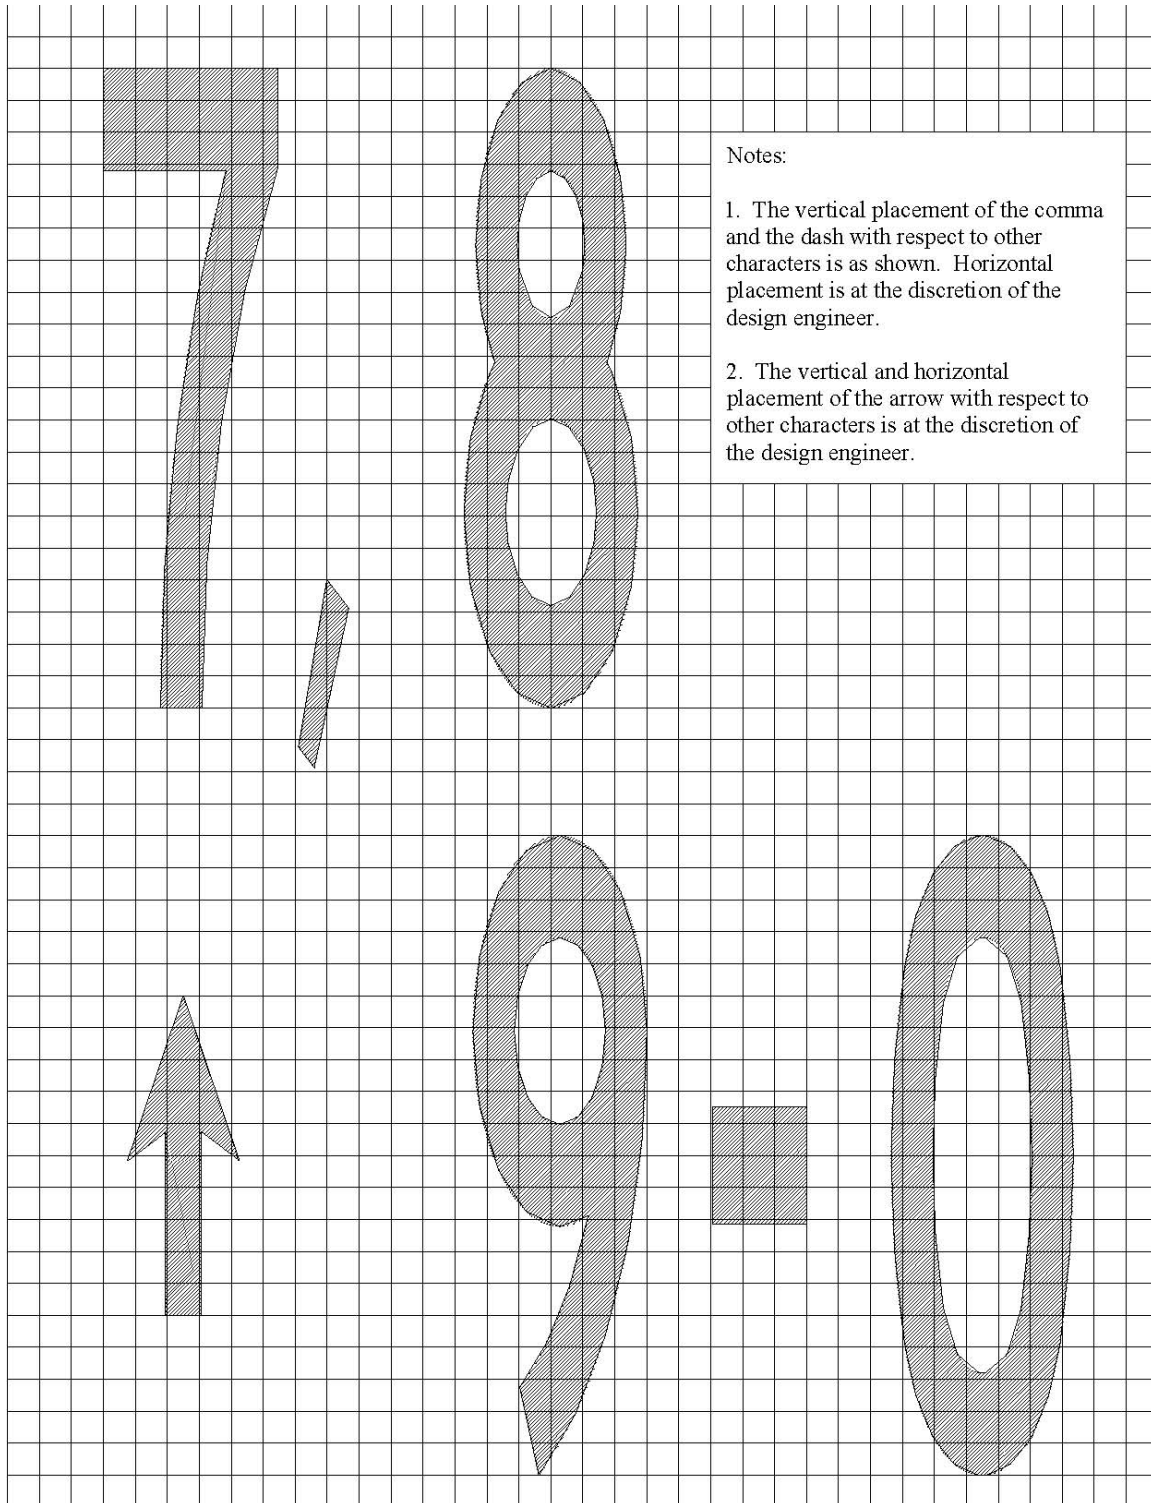 7, 8
Notes:
1. The vertical placement of the comma
and the dash with respect to other
characters is as shown. Horizontal
placement is at the discretion of the
design engineer.
2. The vertical and horizontal
placement of the arrow with respect to
other characters is at the discretion of
the design engineer.
↑ 9 - 0